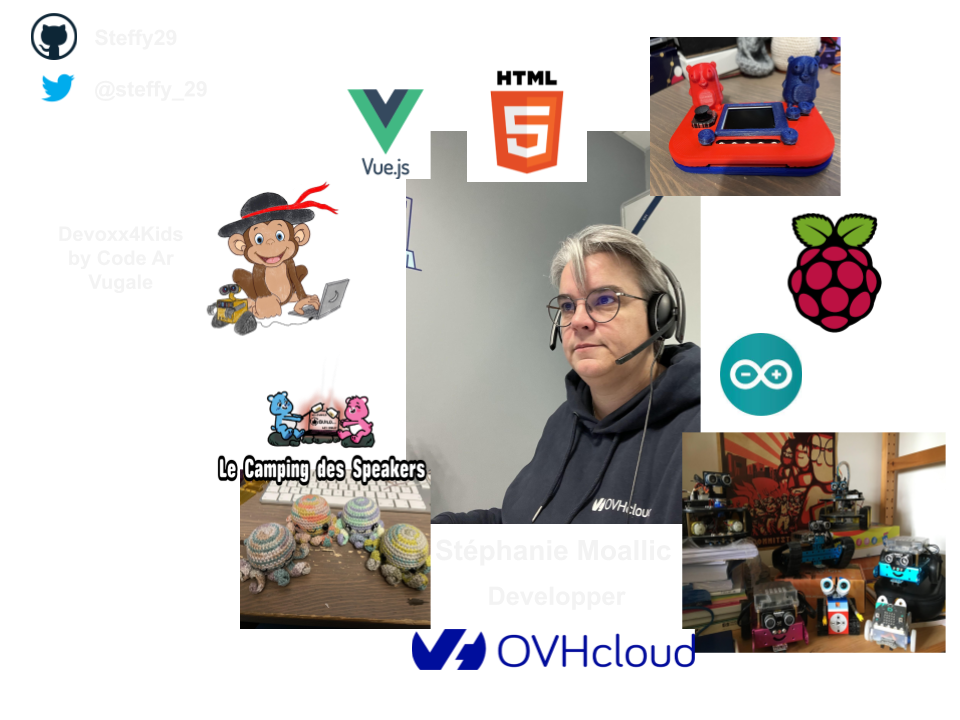 Steffy29
@steffy_29
HTML
5
Vue.js
Devoxx4Kids
by Code Ar
Vugale
Le Camping des Speakers
OVHcloud
Stéphanie Moallic
Developper
OVHcloud